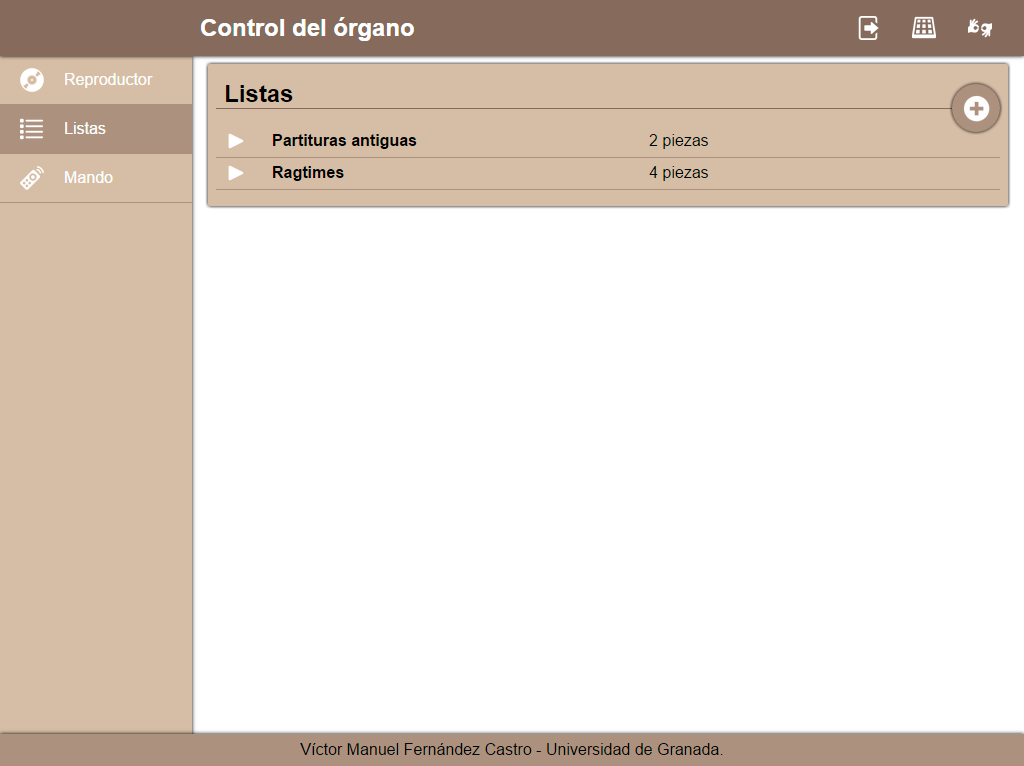 Control del órgano
Reproductor
Listas
Mando
Listas
Partituras antiguas 2 piezas
Ragtimes 4 piezas
Víctor Manuel Fernández Castro - Universidad de Granada.